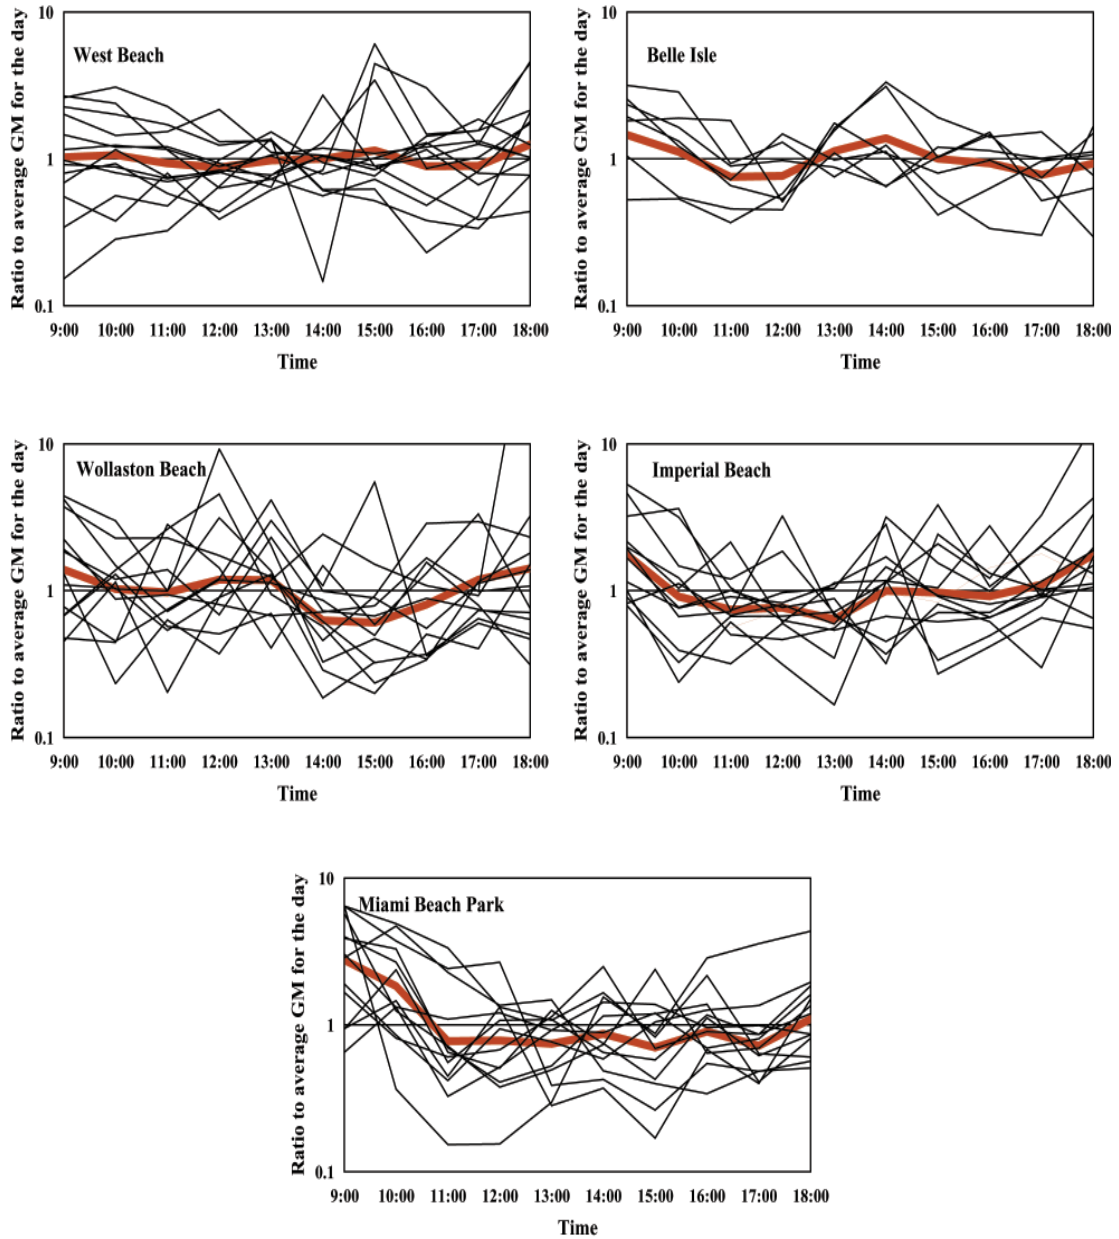 10
West Beach
Ratio to average GM for the day
1
0.1
9:00 10:00 11:00 12:00 13:00 14:00 15:00 16:00 17:00 18:00
Time
10
Belle Isle
Ratio to average GM for the day
1
0.1
9:00 10:00 11:00 12:00 13:00 14:00 15:00 16:00 17:00 18:00
Time
10
Wollaston Beach
Ratio to average GM for the day
1
0.1
9:00 10:00 11:00 12:00 13:00 14:00 15:00 16:00 17:00 18:00
Time
10
Imperial Beach
Ratio to average GM for the day
1
0.1
9:00 10:00 11:00 12:00 13:00 14:00 15:00 16:00 17:00 18:00
Time
10
Miami Beach Park
Ratio to average GM for the day
1
0.1
9:00 10:00 11:00 12:00 13:00 14:00 15:00 16:00 17:00 18:00
Time